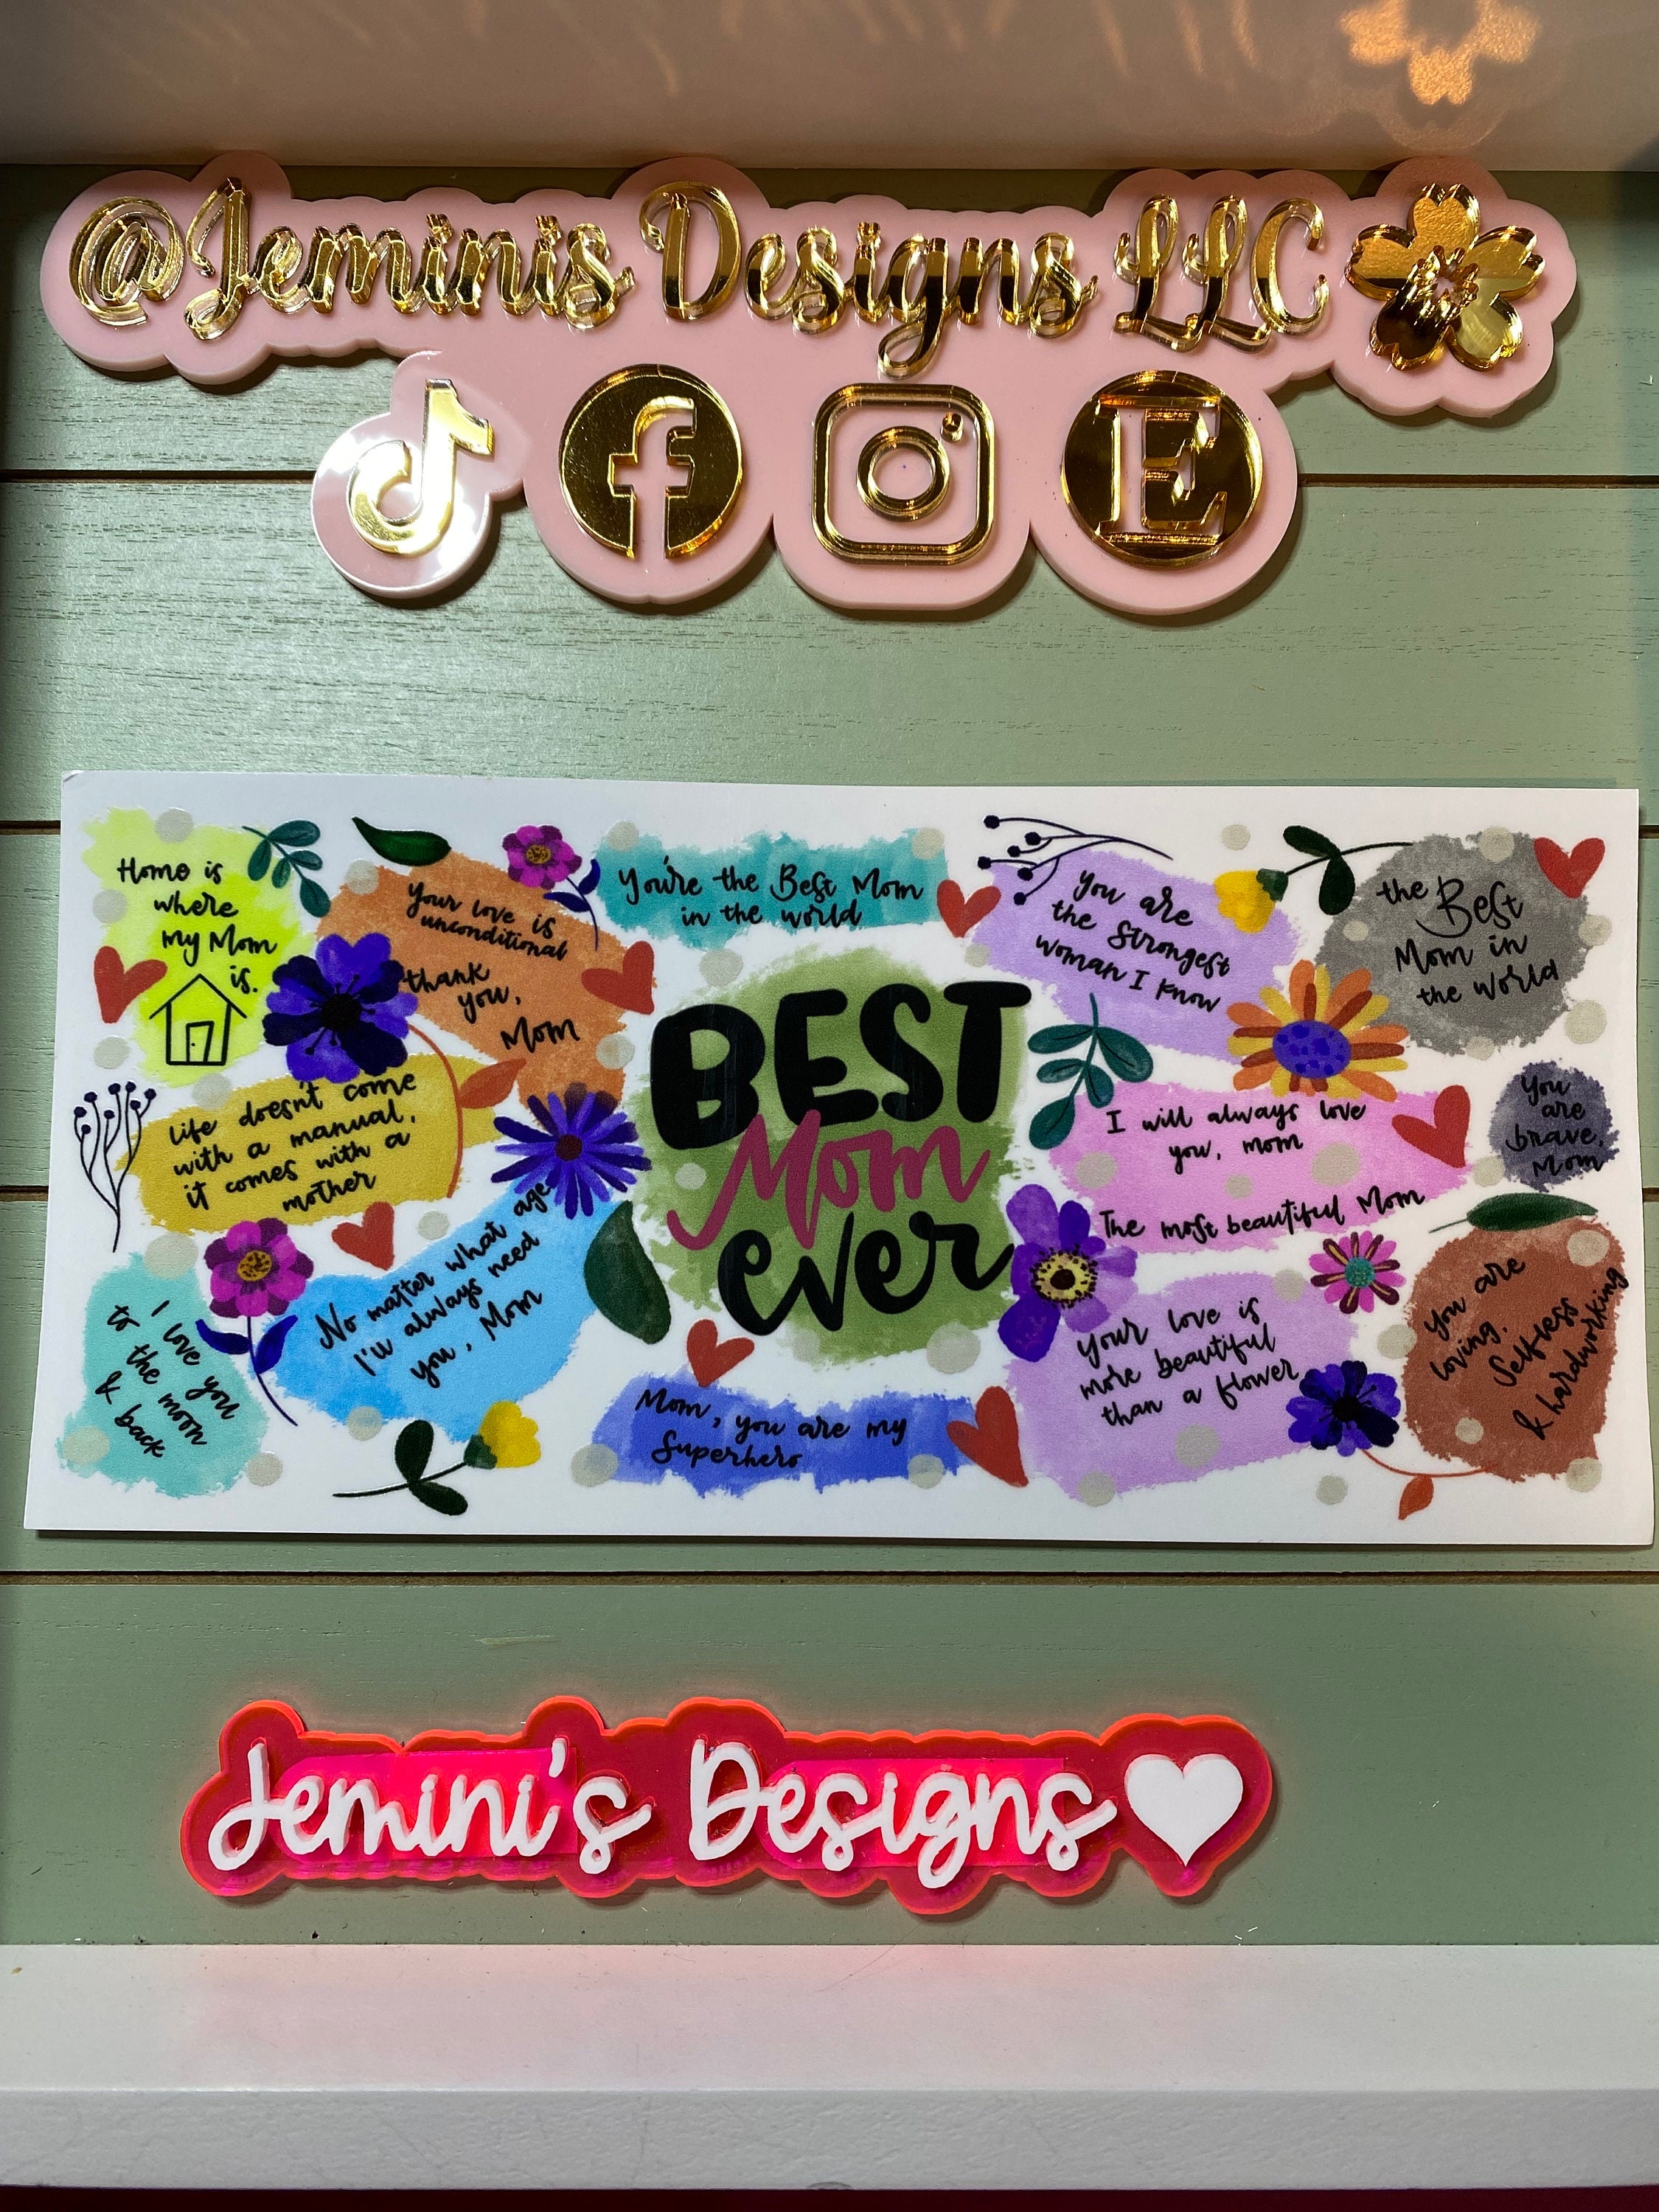 @Jeminis Designs LLC
f
E
Home is
where
my Mom
is.
Your love is
unconditional
thank
you,
Mom
You're the Best Mom
in the world
You are
the Strongest
woman I know
the Best
Mom in
the world
life doesn't come
with a manual,
it comes with a
mother
BEST
Mom
ever
I will always love
you, mom
You
are
brave,
Mom
The most beautiful Mom
I love you
to the moon
& back
No matter what age
I'll always need
you, Mom
Mom, you are my
Superhero
Your love is
more beautiful
than a flower
You are
loving,
Selfless
& hardworking
Jemini's Designs